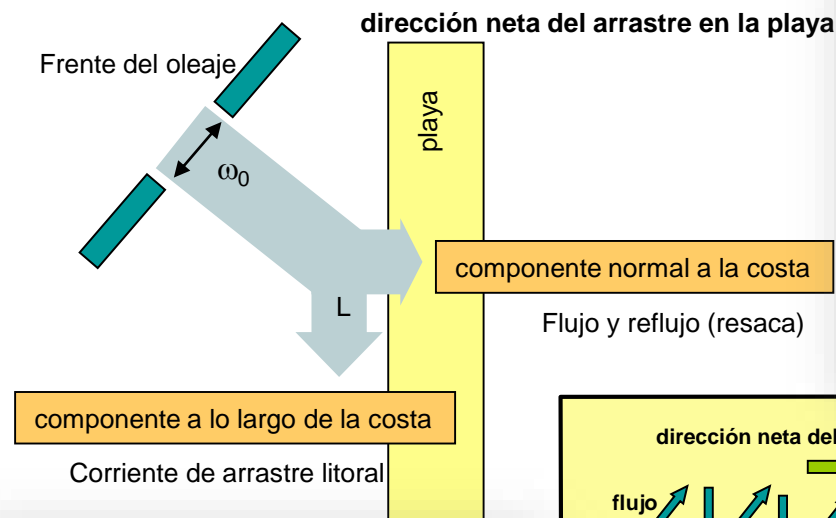 dirección neta del arrastre en la playa
Frente del oleaje
playa
ω0
componente normal a la costa
L
Flujo y reflujo (resaca)
componente a lo largo de la costa
Corriente de arrastre litoral
dirección neta del
flujo